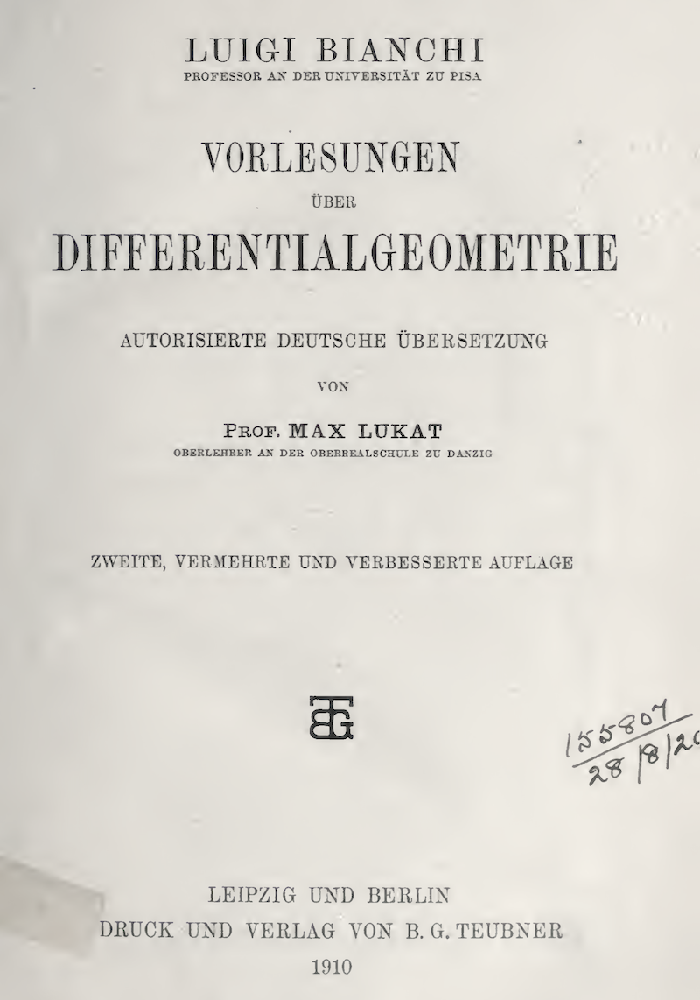 LUIGI BIANCHI
PROFESSOR AN DER UNIVERSITÄT ZU PISA
VORLESUNGEN
ÜBER
DIFFERENTIALGEOMETRIE
AUTORISIERTE DEUTSCHE ÜBERSETZUNG
VON
PROF. MAX LUKAT
OBERLEHRER AN DER OBERREALSCHULE ZU DANZIG
ZWEITE, VERMEHRTE UND VERBESSERTE AUFLAGE
BTG
155807
28/8/20
LEIPZIG UND BERLIN
DRUCK UND VERLAG VON B. G. TEUBNER
1910